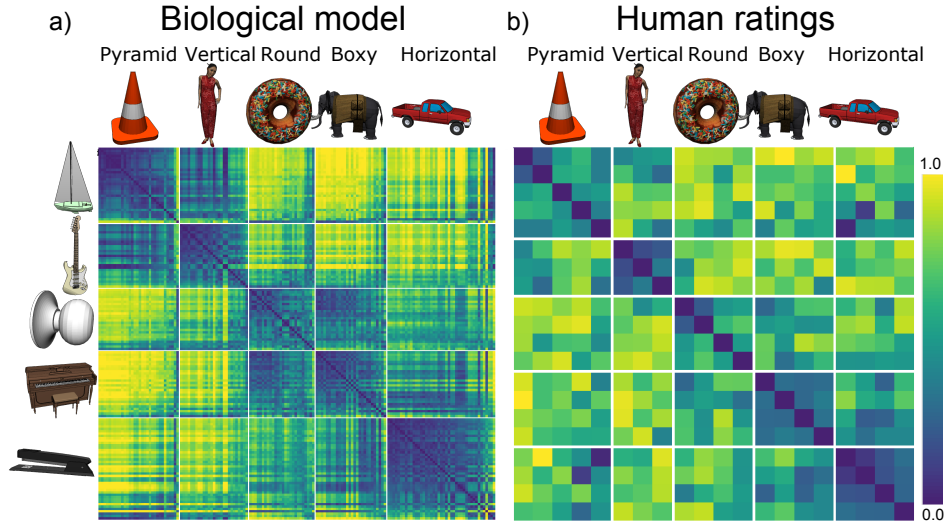 a) Biological model
b) Human ratings
Pyramid Vertical Round Boxy Horizontal
Pyramid Vertical Round Boxy Horizontal
1.0
0.0